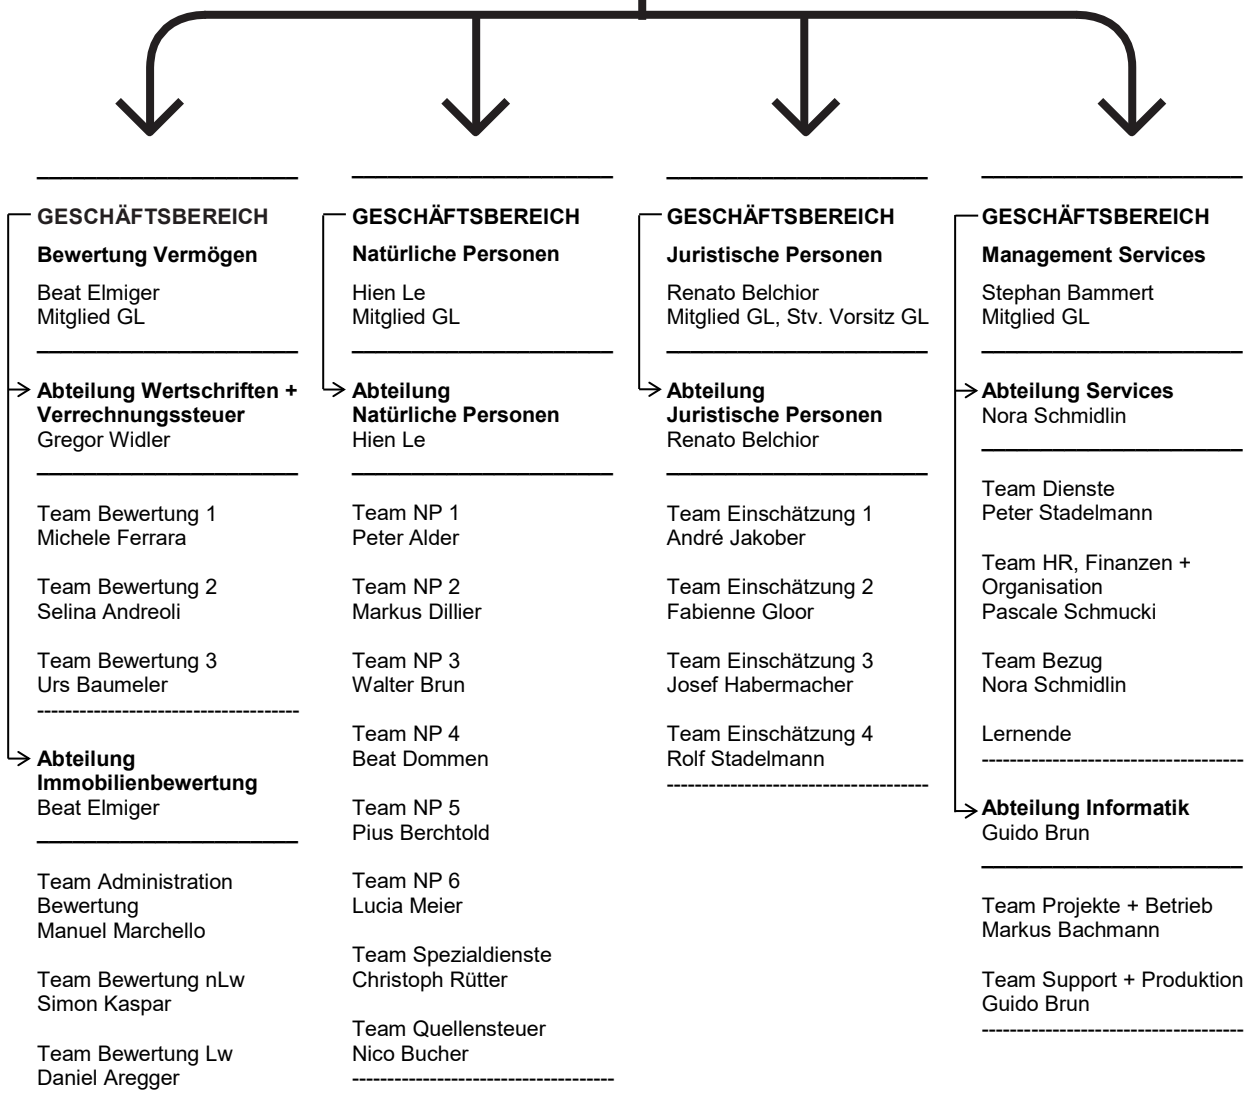 GESCHÄFTSBEREICH
Bewertung Vermögen
Beat Elmiger
Mitglied GL
Abteilung Wertschriften +
Verrechnungssteuer
Gregor Widler
Team Bewertung 1
Michele Ferrara
Team Bewertung 2
Selina Andreoli
Team Bewertung 3
Urs Baumeler
Abteilung
Immobilienbewertung
Beat Elmiger
Team Administration
Bewertung
Manuel Marchello
Team Bewertung nLw
Simon Kaspar
Team Bewertung Lw
Daniel Aregger
GESCHÄFTSBEREICH
Natürliche Personen
Hien Le
Mitglied GL
Abteilung
Natürliche Personen
Hien Le
Team NP 1
Peter Alder
Team NP 2
Markus Dillier
Team NP 3
Walter Brun
Team NP 4
Beat Dommen
Team NP 5
Pius Berchtold
Team NP 6
Lucia Meier
Team Spezialdienste
Christoph Rütter
Team Quellensteuer
Nico Bucher
GESCHÄFTSBEREICH
Juristische Personen
Renato Belchior
Mitglied GL, Stv. Vorsitz GL
Abteilung
Juristische Personen
Renato Belchior
Team Einschätzung 1
André Jakober
Team Einschätzung 2
Fabienne Gloor
Team Einschätzung 3
Josef Habermacher
Team Einschätzung 4
Rolf Stadelmann
GESCHÄFTSBEREICH
Management Services
Stephan Bammert
Mitglied GL
Abteilung Services
Nora Schmidlin
Team Dienste
Peter Stadelmann
Team HR, Finanzen +
Organisation
Pascale Schmucki
Team Bezug
Nora Schmidlin
Lernende
Abteilung Informatik
Guido Brun
Team Projekte + Betrieb
Markus Bachmann
Team Support + Produktion
Guido Brun